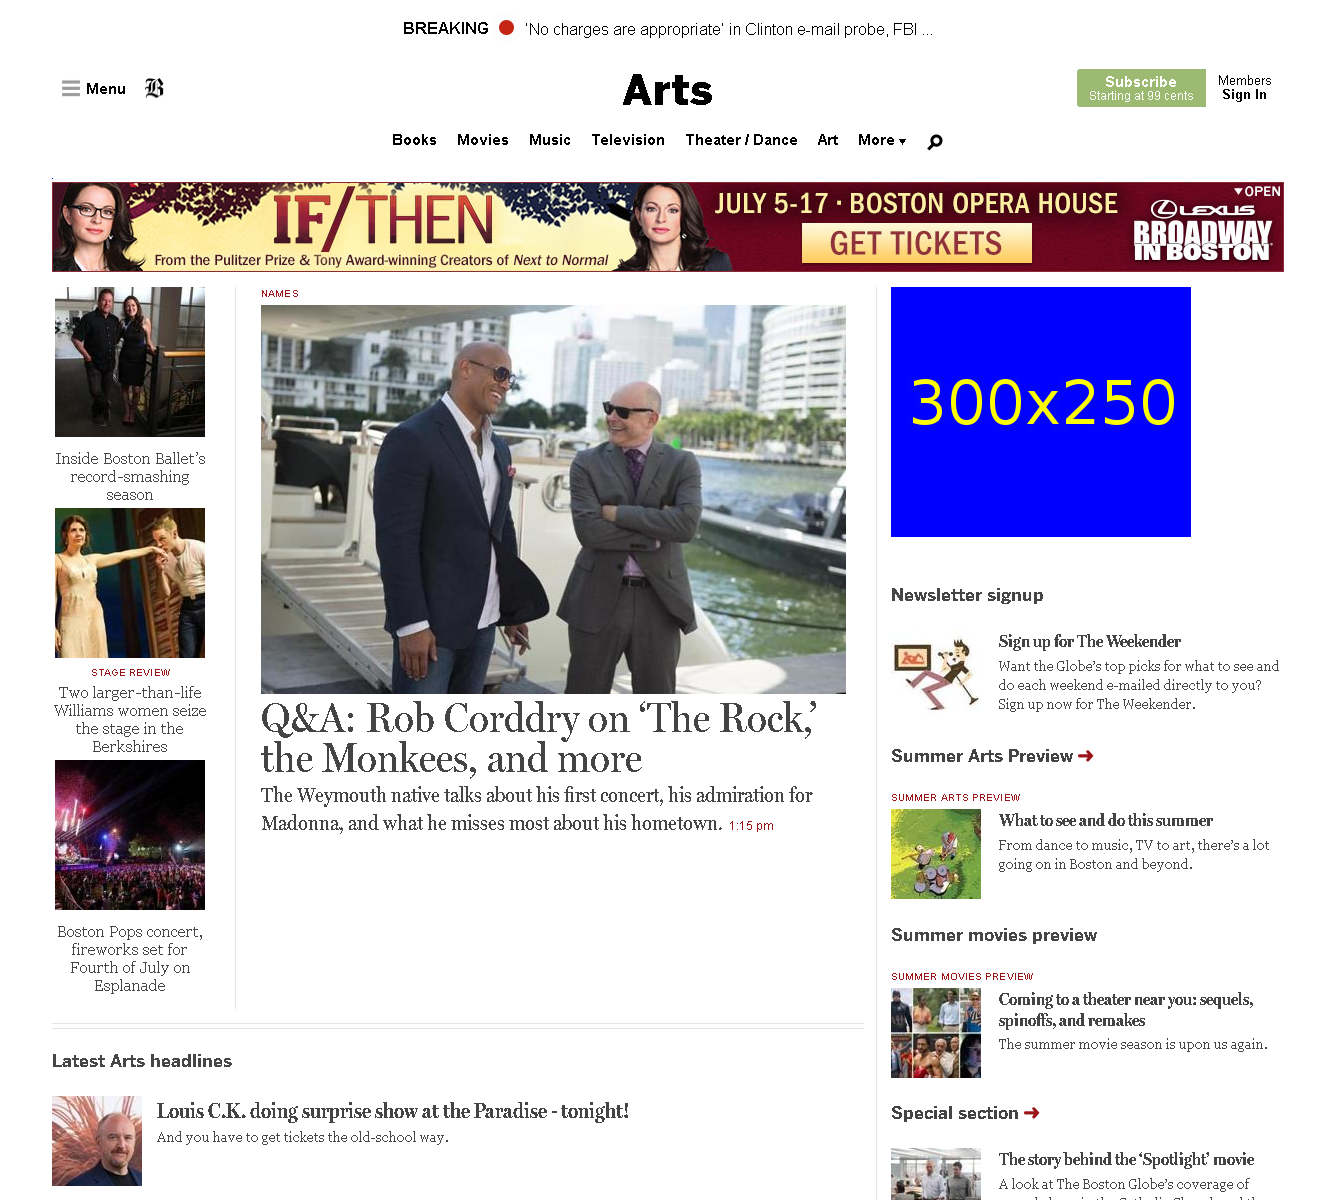 BREAKING 'No charges are appropriate' in Clinton e-mail probe, FBI ...
Menu B
Arts
Subscribe
Starting at 99 cents
Members
Sign In
Books Movies Music Television Theater / Dance Art More
IF/THEN
From the Pulitzer Prize & Tony Award-winning Creators of Next to Normal
JULY 5-17 · BOSTON OPERA HOUSE
GET TICKETS
OPEN
LEXUS
BROADWAY
IN BOSTON
Inside Boston Ballet's
record-smashing
season
STAGE REVIEW
Two larger-than-life
Williams women seize
the stage in the
Berkshires
Boston Pops concert,
fireworks set for
Fourth of July on
Esplanade
NAMES
Q&A: Rob Corddry on ‘The Rock,’
the Monkees, and more
The Weymouth native talks about his first concert, his admiration for
Madonna, and what he misses most about his hometown. 1:15 pm
Latest Arts headlines
Louis C.K. doing surprise show at the Paradise - tonight!
And you have to get tickets the old-school way.
300x250
Newsletter signup
Sign up for The Weekender
Want the Globe's top picks for what to see and
do each weekend e-mailed directly to you?
Sign up now for The Weekender.
Summer Arts Preview
SUMMER ARTS PREVIEW
What to see and do this summer
From dance to music, TV to art, there's a lot
going on in Boston and beyond.
Summer movies preview
SUMMER MOVIES PREVIEW
Coming to a theater near you: sequels,
spinoffs, and remakes
The summer movie season is upon us again.
Special section
The story behind the ‘Spotlight’ movie
A look at The Boston Globe's coverage of